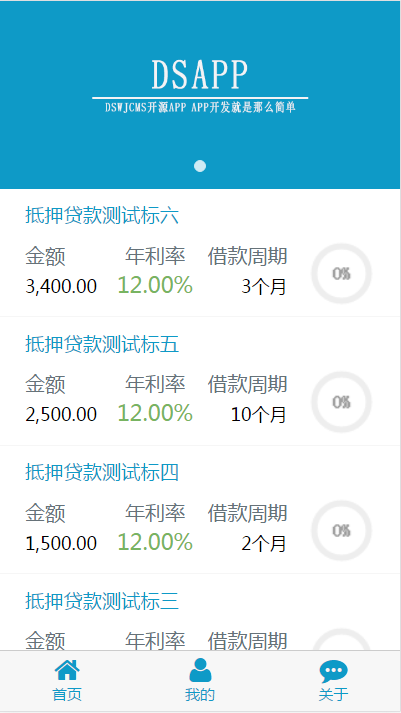 DSAPP
DSWJCMS开源APP APP开发就是那么简单
抵押贷款测试标六
金额 年利率 借款周期
3,400.00 12.00% 3个月
0%
抵押贷款测试标五
金额 年利率 借款周期
2,500.00 12.00% 10个月
0%
抵押贷款测试标四
金额 年利率 借款周期
1,500.00 12.00% 2个月
0%
抵押贷款测试标三
金额 年利率 借款周期
首页 我的 关于